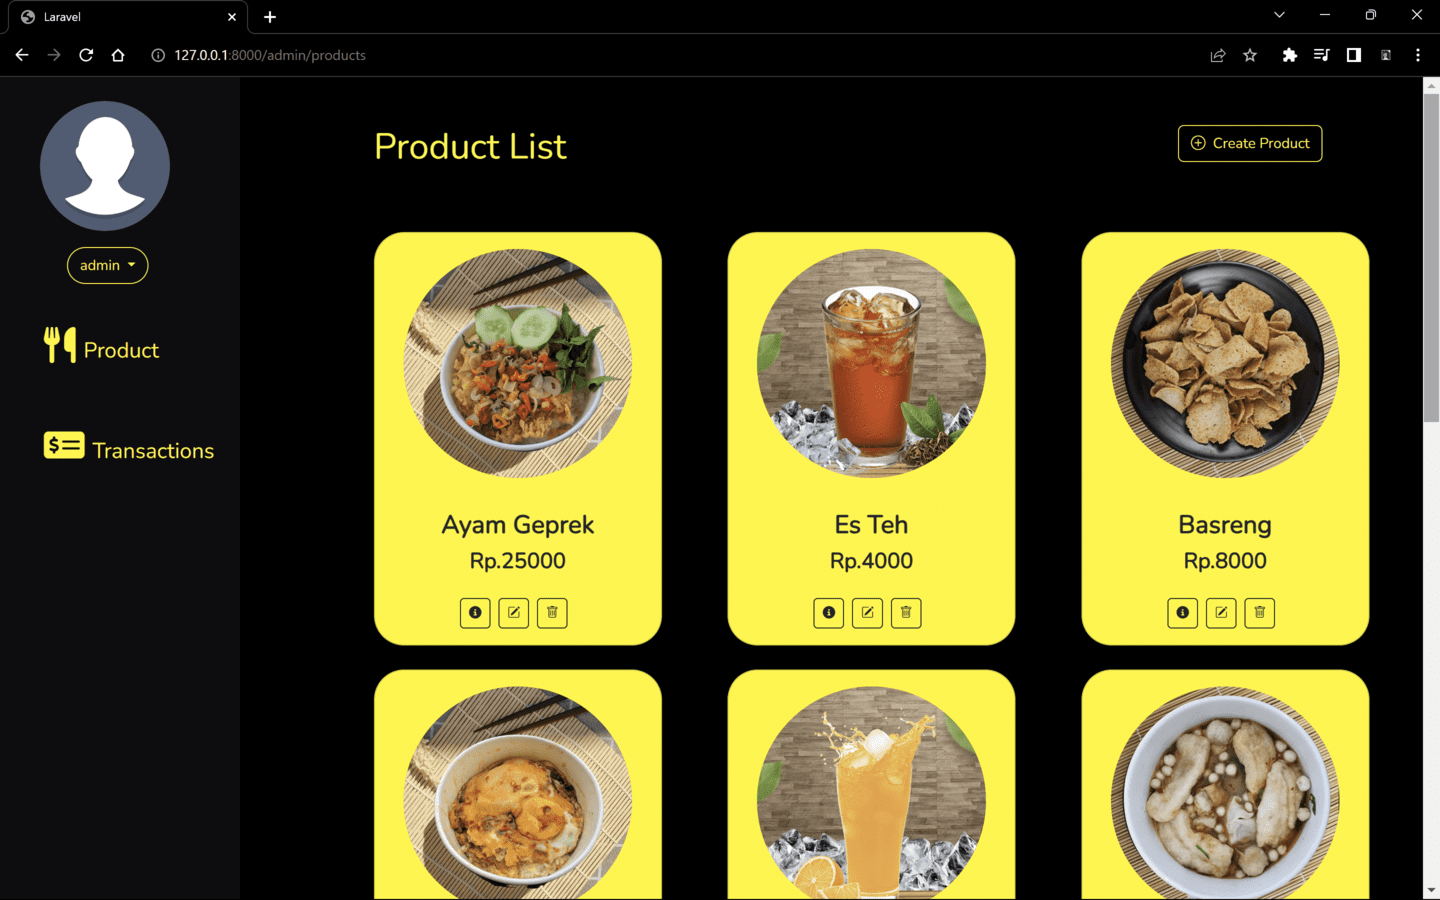 Laravel
127.0.0.1:8000/admin/products
admin
Product
Transactions
Product List
Create Product
Ayam Geprek
Rp.25000
Es Teh
Rp.4000
Basreng
Rp.8000